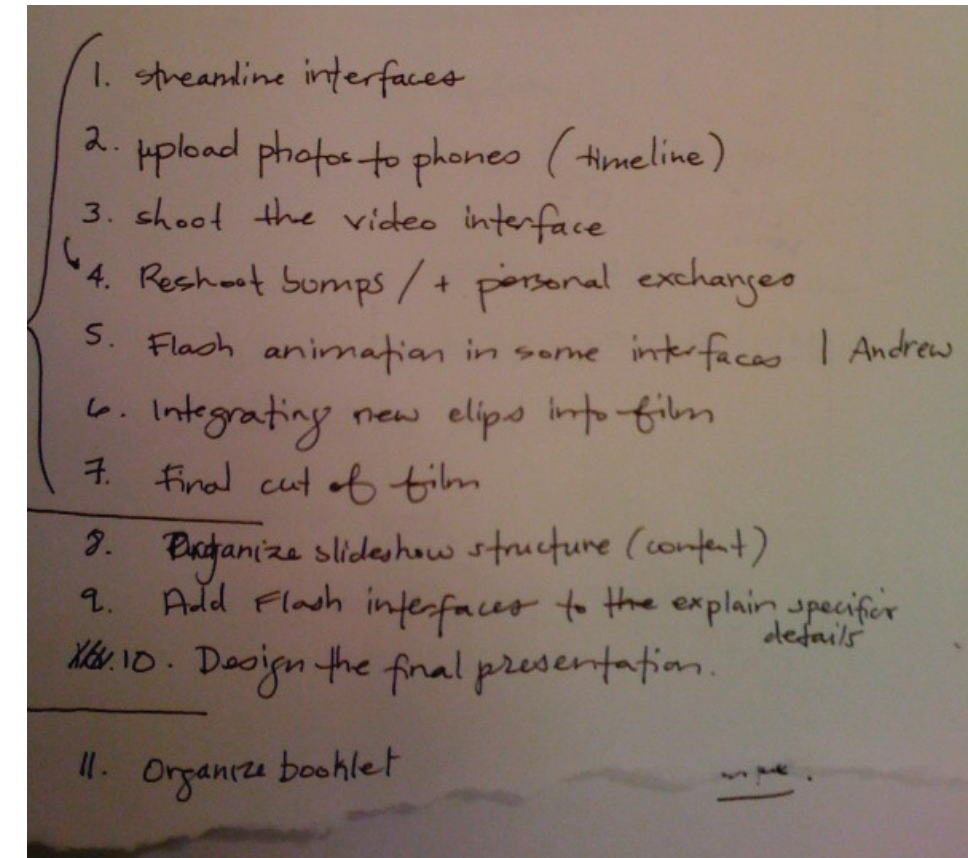 1. streamline interfaces
2. upload photos to phones (timeline)
3. shoot the video interface
4. Reshoot bumps / + personal exchanges
5. Flash animation in some interfaces | Andrew
6. Integrating new clips into film
7. Final cut of film
8. Organize slideshow structure (content)
9. Add Flash interfaces to the explain specific
details
10. Design the final presentation.
11. Organize booklet